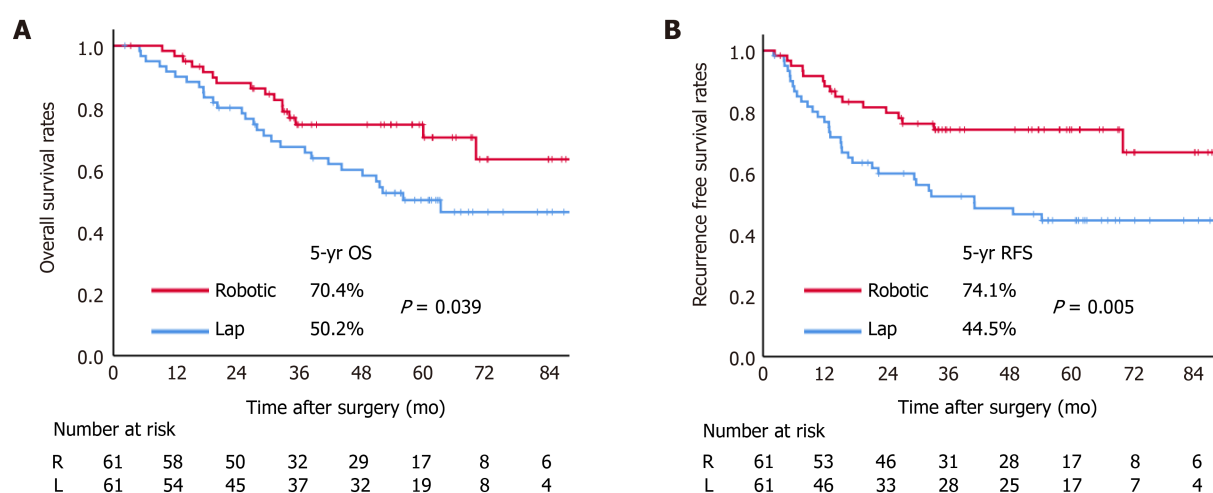 A
Overall survival rates
1.0
0.8
0.6
0.4
0.2
0.0
5-yr OS
Robotic 70.4%
P = 0.039
Lap 50.2%
0 12 24 36 48 60 72 84
Time after surgery (mo)
Number at risk
R 61 58 50 32 29 17 8 6
L 61 54 45 37 32 19 8 4
B
Recurrence free survival rates
1.0
0.8
0.6
0.4
0.2
0.0
5-yr RFS
Robotic 74.1%
P = 0.005
Lap 44.5%
0 12 24 36 48 60 72 84
Time after surgery (mo)
Number at risk
R 61 53 46 31 28 17 8 6
L 61 46 33 28 25 17 7 4